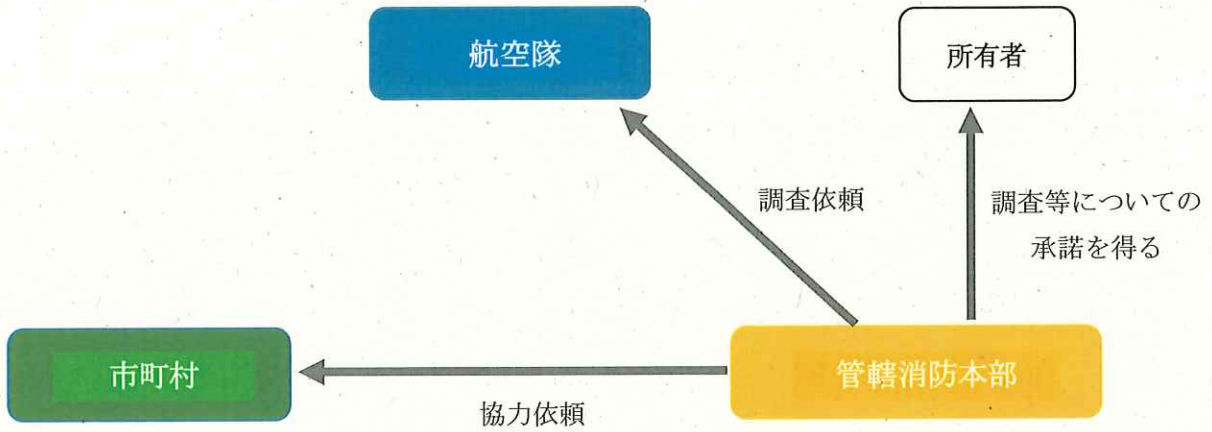 航空隊
所有者
調査依頼
調査等についての
承諾を得る
市町村
管轄消防本部
協力依頼